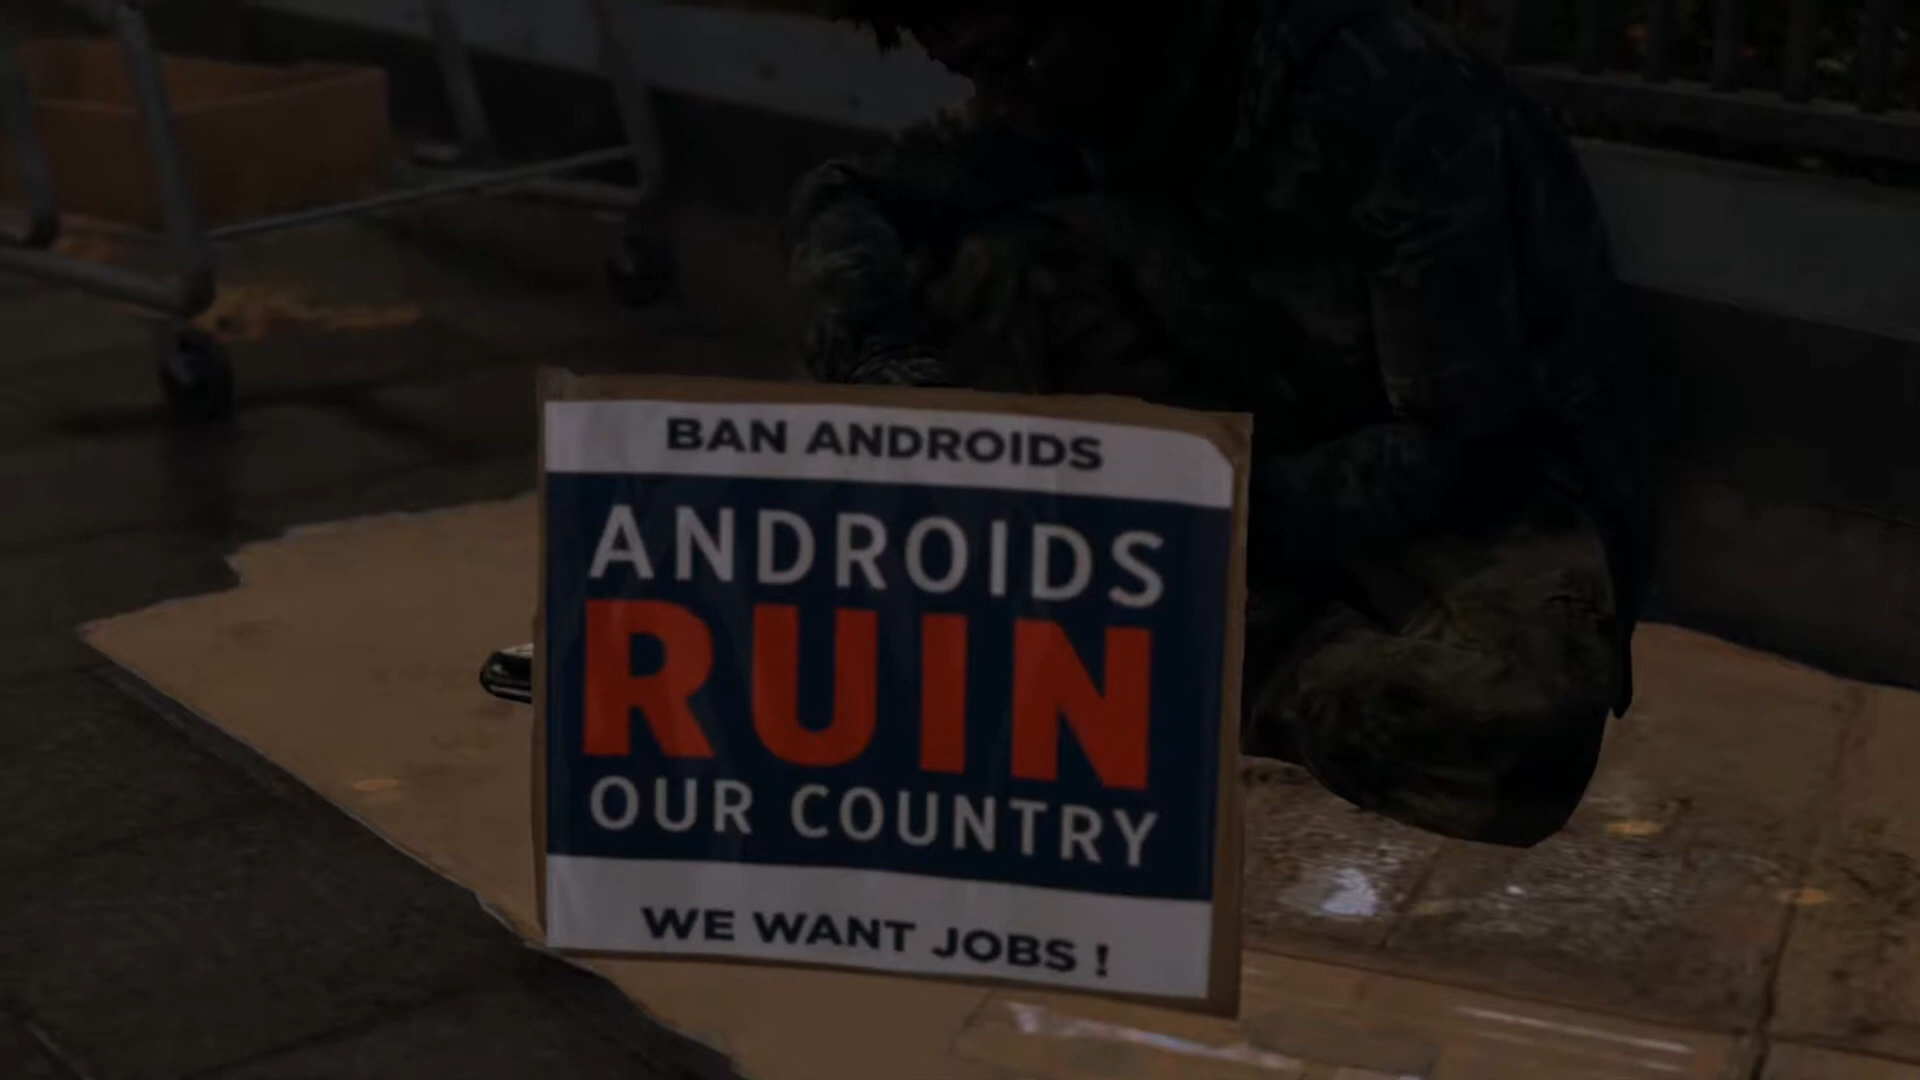 BAN ANDROIDS
ANDROIDS
RUIN
OUR COUNTRY
WE WANT JOBS !